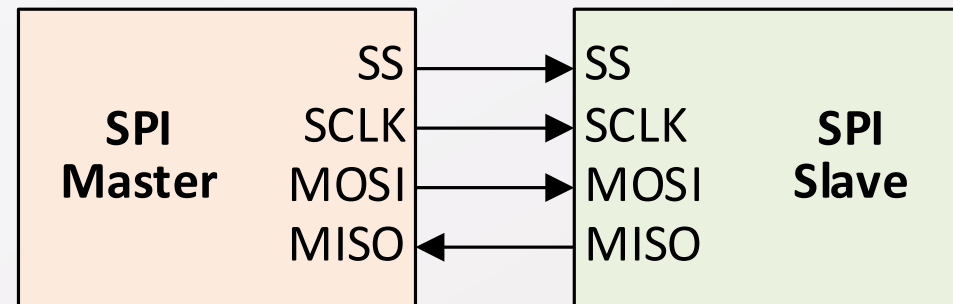 SPI
Master
SS
SCLK
MOSI
MISO
SS
SCLK
MOSI
MISO
SPI
Slave